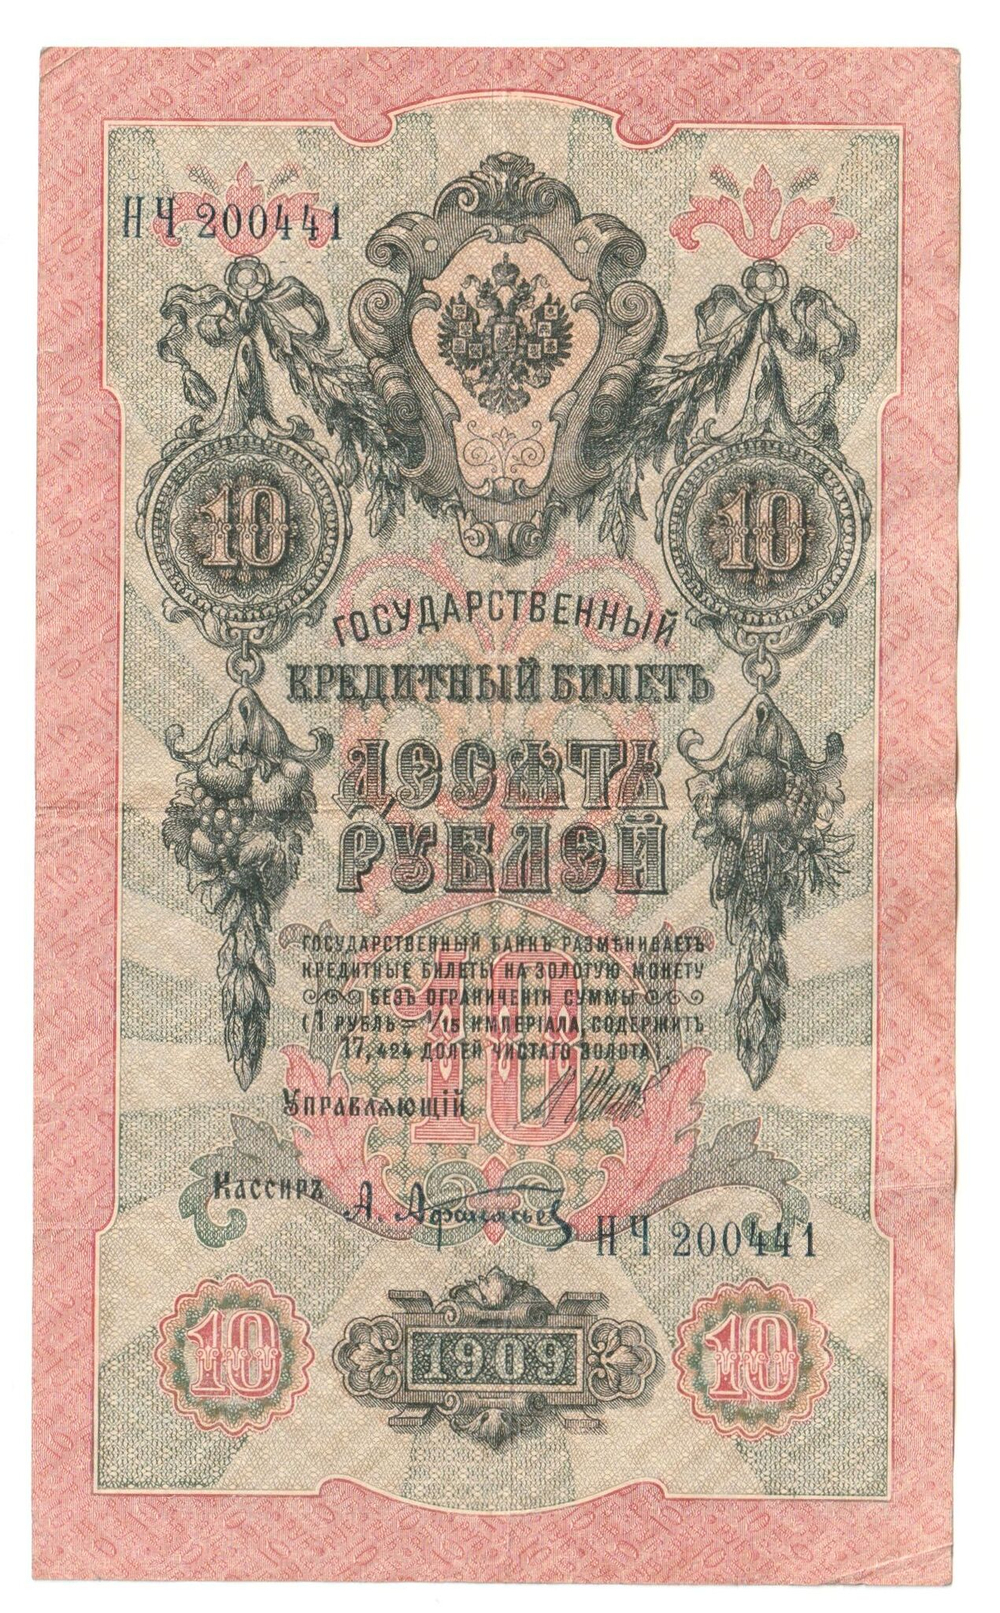 НЧ 200441
10 10
ГОСУДАРСТВЕННЫЙ
КРЕДИТНЫЙ БИЛЕТЪ
ДЕСЯТЬ
РУБЛЕЙ
ГОСУДАРСТВЕННЫЙ БАНКЪ РАЗМѢНИВАЕТЪ
КРЕДИТНЫЕ БИЛЕТЫ НА ЗОЛОТУЮ МОНЕТУ
БЕЗЪ ОГРАНИЧЕНІЯ СУММЫ
(1 РУБЛЬ = 1/15 ИМПЕРІАЛА, СОДЕРЖИТЪ
17,424 ДОЛЕЙ ЧИСТАГО ЗОЛОТА).
10
УПРАВЛЯЮЩІЙ
Кассиръ А. Афанасьев
НЧ 200441
10 1909 10